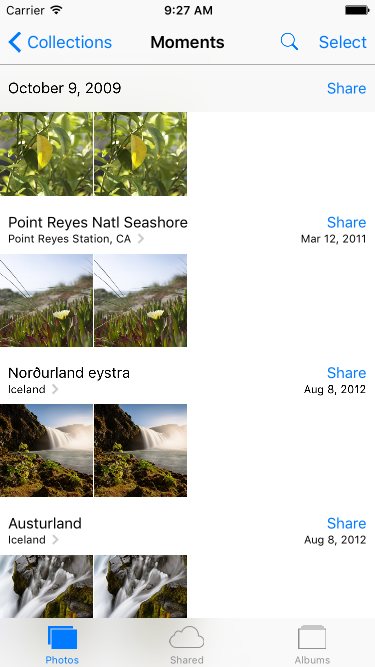 Carrier 9:27 AM
Collections Moments Select
October 9, 2009 Share
Point Reyes Natl Seashore Share
Point Reyes Station, CA Mar 12, 2011
Norðurland eystra Share
Iceland Aug 8, 2012
Austurland Share
Iceland Aug 8, 2012
Photos Shared Albums